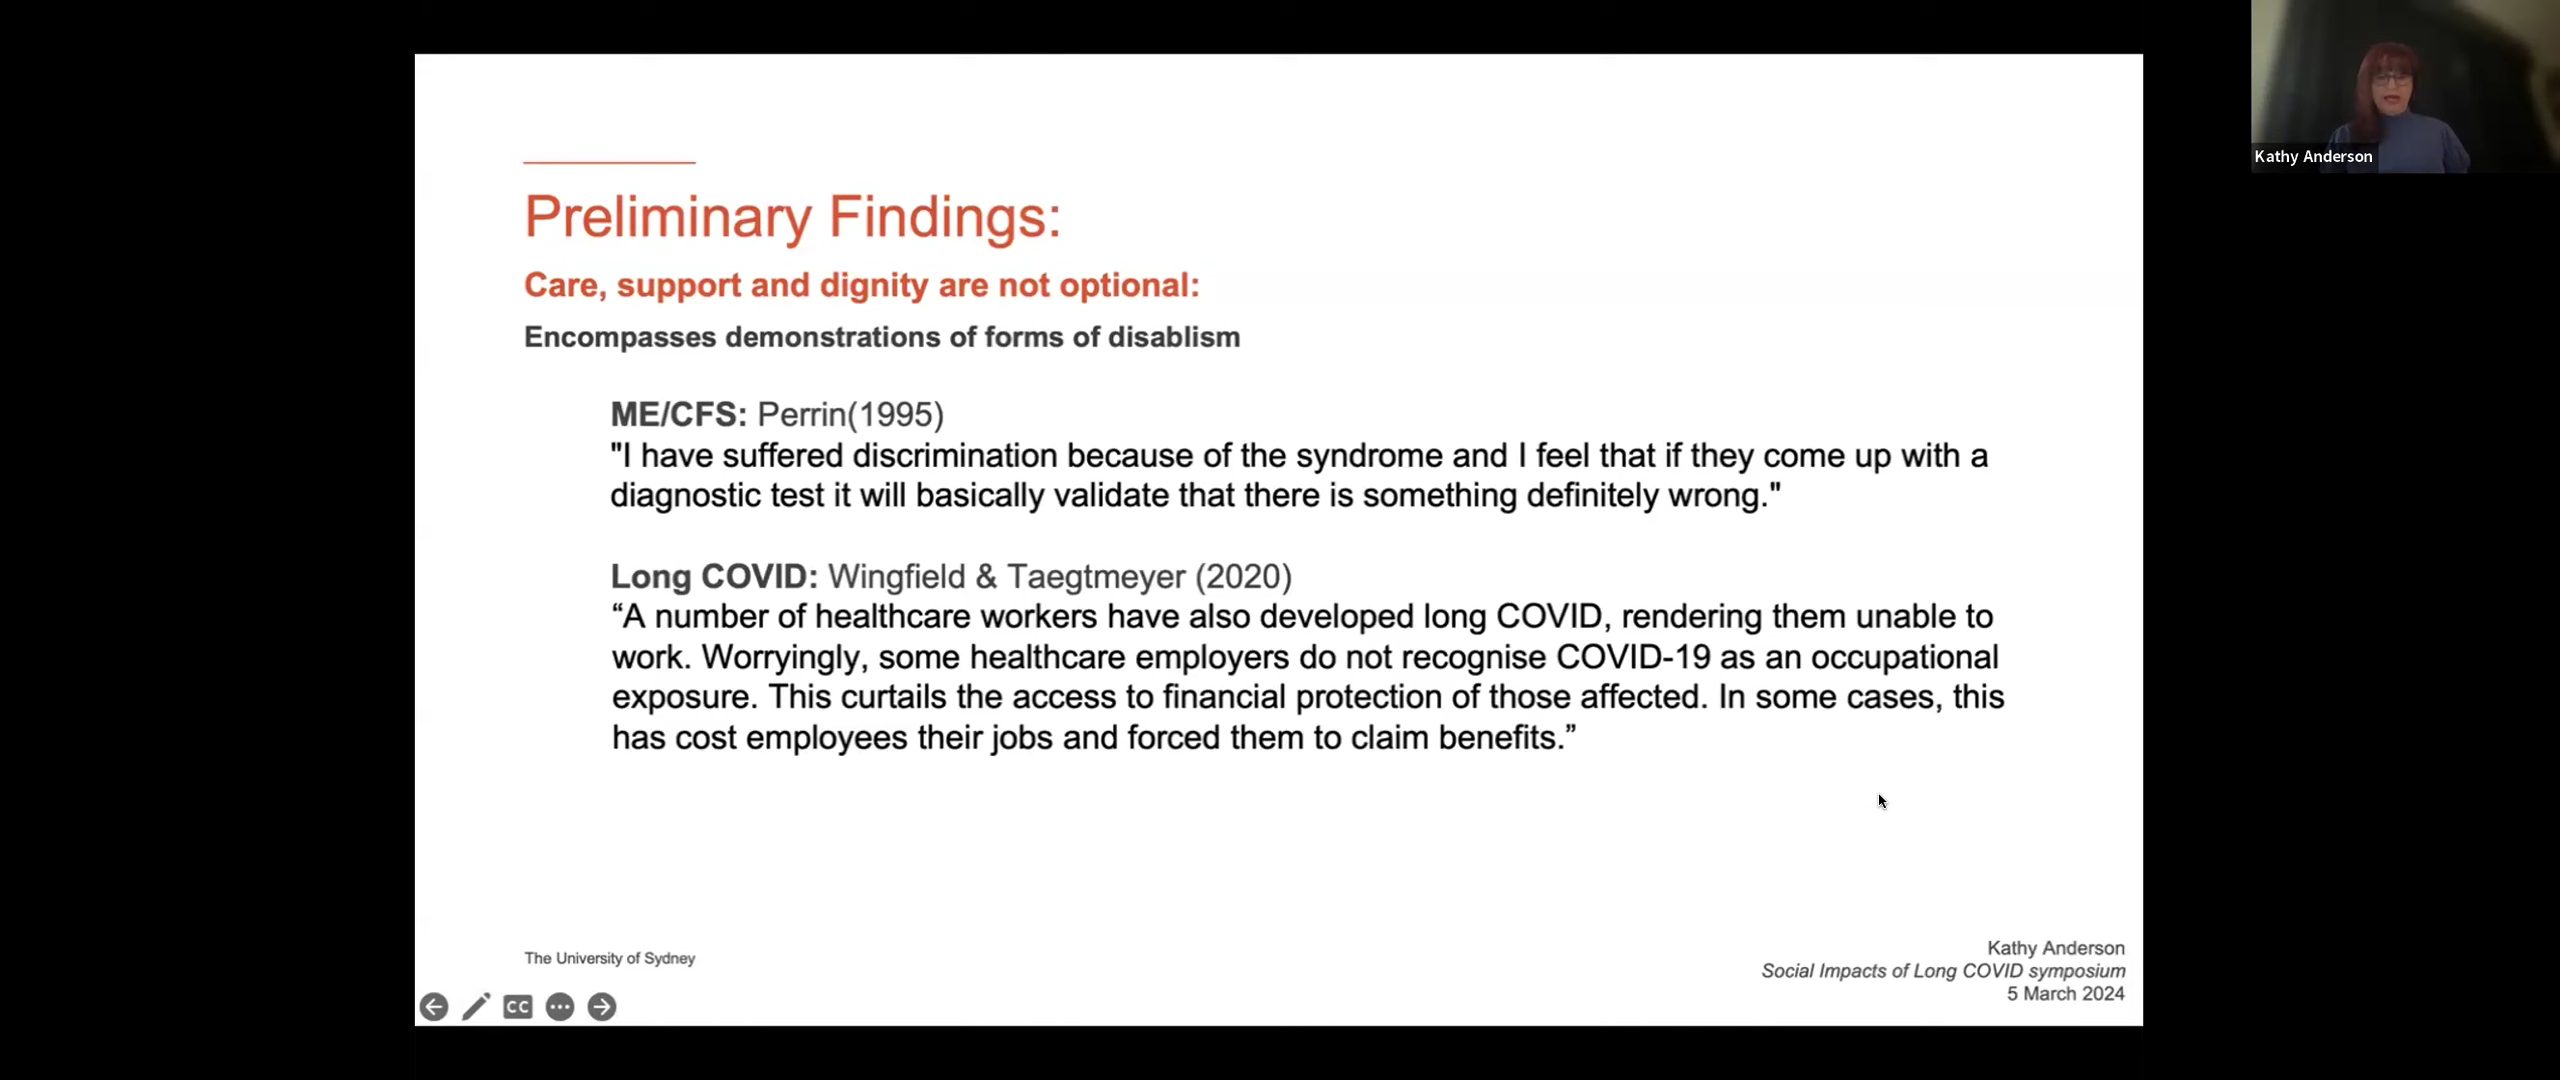 Preliminary Findings:
Care, support and dignity are not optional:
Encompasses demonstrations of forms of disablism
ME/CFS: Perrin(1995)
"I have suffered discrimination because of the syndrome and I feel that if they come up with a
diagnostic test it will basically validate that there is something definitely wrong."
Long COVID: Wingfield & Taegtmeyer (2020)
“A number of healthcare workers have also developed long COVID, rendering them unable to
work. Worryingly, some healthcare employers do not recognise COVID-19 as an occupational
exposure. This curtails the access to financial protection of those affected. In some cases, this
has cost employees their jobs and forced them to claim benefits.”
The University of Sydney
Kathy Anderson
Social Impacts of Long COVID symposium
5 March 2024
CC
Kathy Anderson